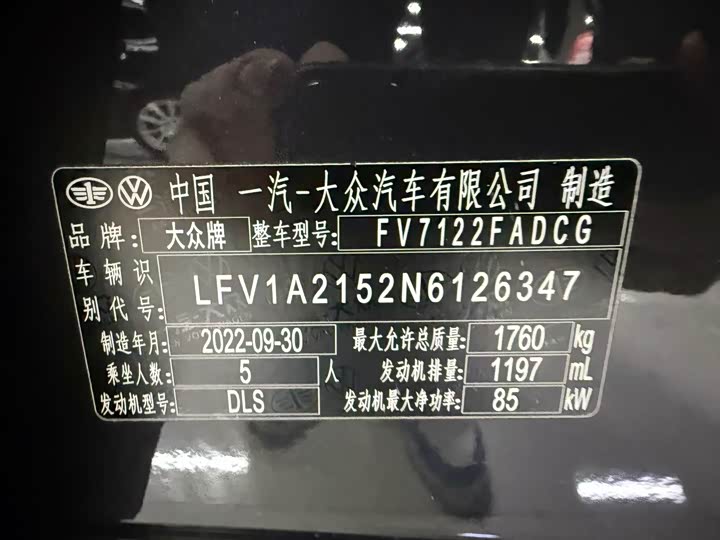 中国 一汽-大众汽车有限公司 制造
品牌: 大众牌 整车型号: FV7122FADCG
车辆识别代号: LFV1A2152N6126347
制造年月: 2022-09-30 最大允许总质量: 1760 kg
乘坐人数: 5 人 发动机排量: 1197 mL
发动机型号: DLS 发动机最大净功率: 85 kW